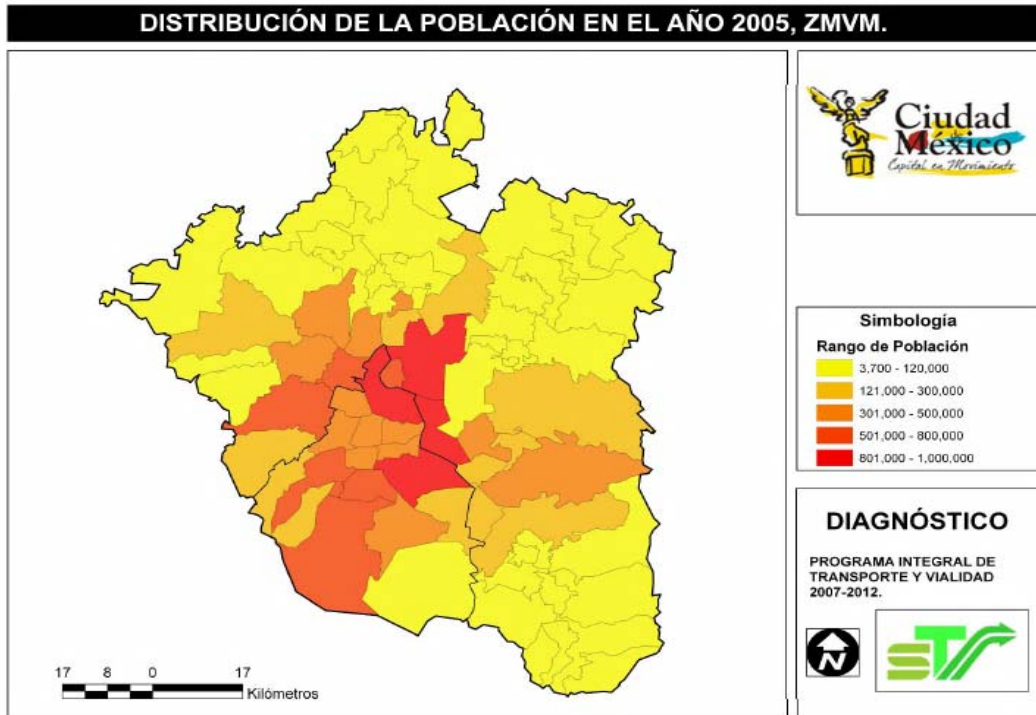 DISTRIBUCIÓN DE LA POBLACIÓN EN EL AÑO 2005, ZMVM.
Ciudad
de
México
Capital en Movimiento
Simbología
Rango de Población
3,700 - 120,000
121,000 - 300,000
301,000 - 500,000
501,000 - 800,000
801,000 - 1,000,000
DIAGNÓSTICO
PROGRAMA INTEGRAL DE
TRANSPORTE Y VIALIDAD
2007-2012.
N
STV
17 8 0 17
Kilómetros